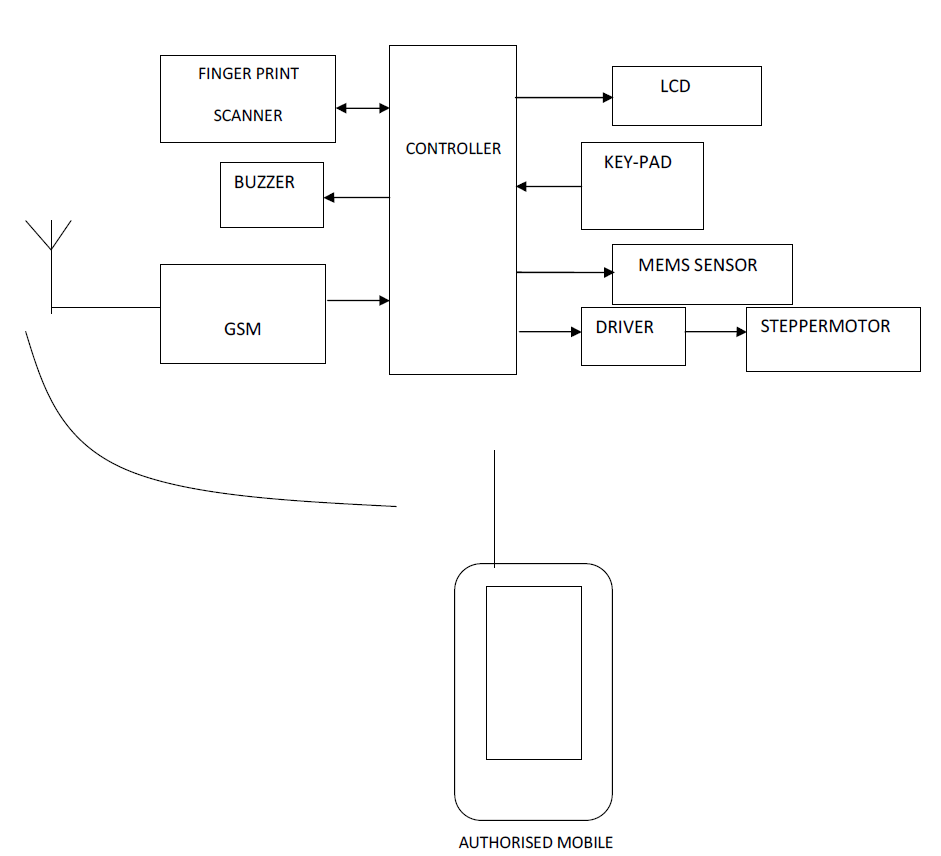 FINGER PRINT
SCANNER
CONTROLLER
LCD
BUZZER
KEY-PAD
GSM
MEMS SENSOR
DRIVER
STEPPERMOTOR
AUTHORISED MOBILE